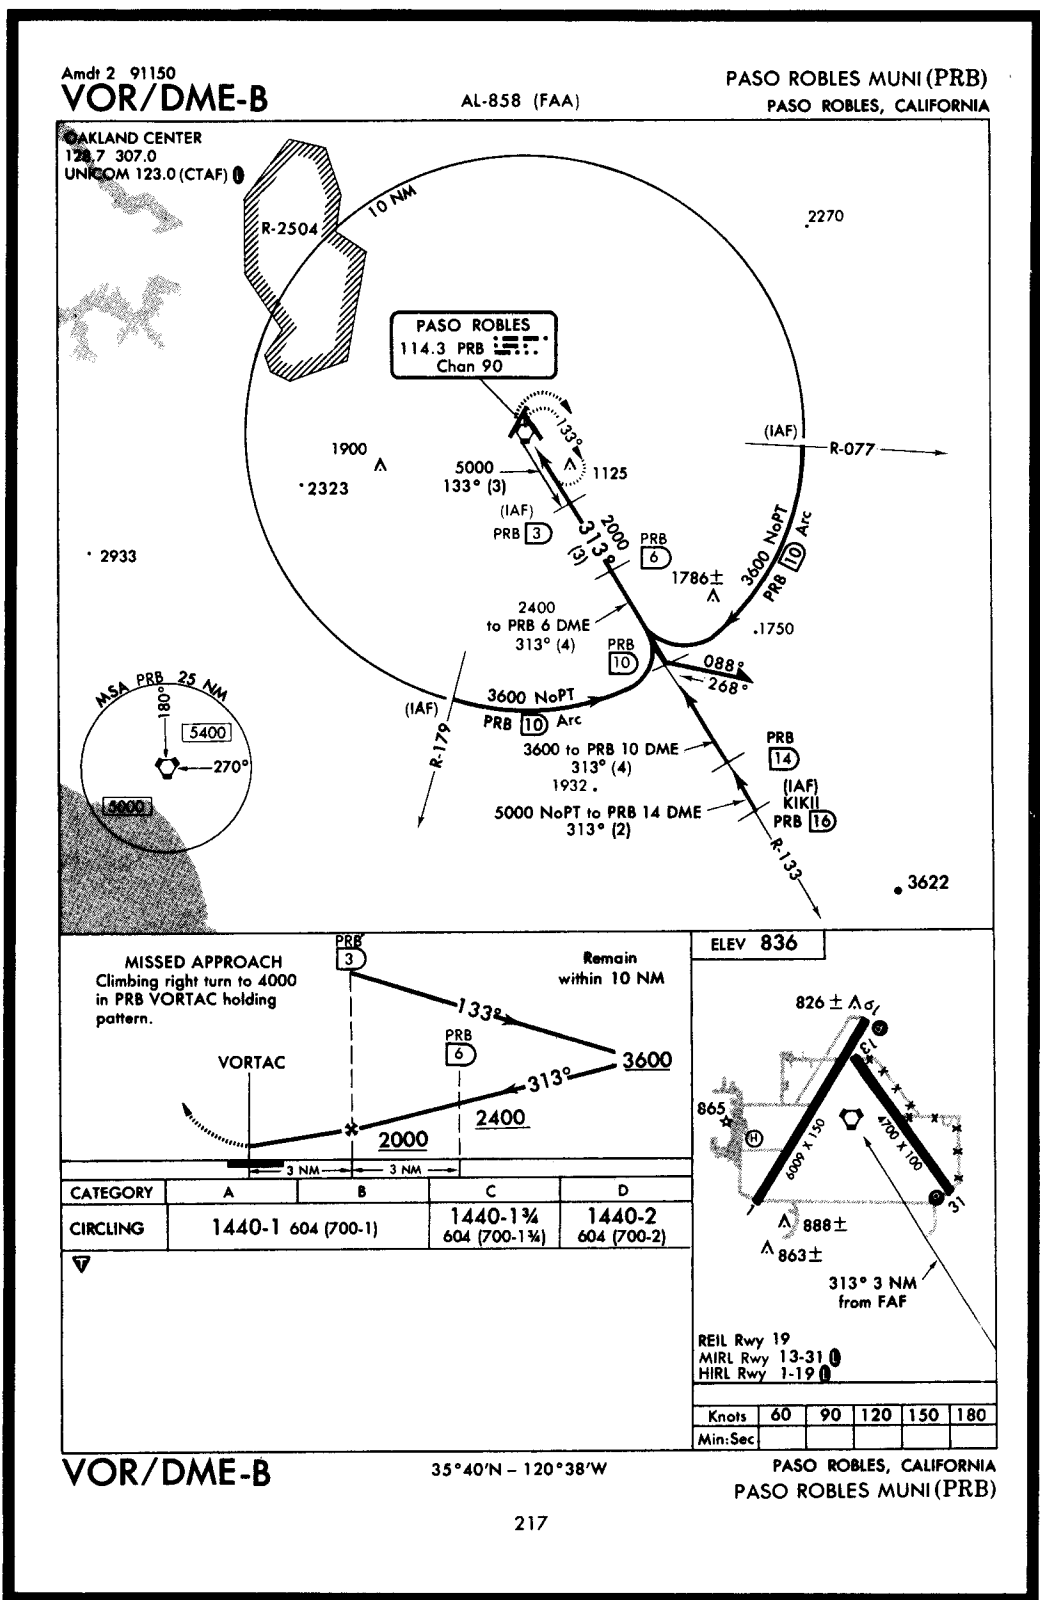 Amdt 2 91150
VOR/DME-B
AL-858 (FAA)
PASO ROBLES MUNI (PRB)
PASO ROBLES, CALIFORNIA
OAKLAND CENTER
128.7 307.0
UNICOM 123.0 (CTAF) L
R-2504
10 NM
2270
PASO ROBLES
114.3 PRB
Chan 90
133°
(IAF)
R-077
1900
2323
5000
133° (3)
1125
(IAF)
PRB 3
2000
313°
(3)
PRB
6
3600 NoPT
PRB 10 Arc
2933
1786±
2400
to PRB 6 DME
313° (4)
1750
PRB
10
088°
268°
MSA PRB 25 NM
180°
5400
270°
5000
(IAF)
3600 NoPT
PRB 10 Arc
R-179
3600 to PRB 10 DME
313° (4)
1932
PRB
14
5000 NoPT to PRB 14 DME
313° (2)
(IAF)
KIKII
PRB 16
R-133
3622
MISSED APPROACH
Climbing right turn to 4000
in PRB VORTAC holding
pattern.
PRB
3
Remain
within 10 NM
133°
PRB
6
3600
VORTAC
313°
2400
2000
3 NM
3 NM
CATEGORY A B C D
CIRCLING 1440-1 604 (700-1) 1440-1¾ 604 (700-1¾) 1440-2 604 (700-2)
T
ELEV 836
826 ±
19
13
865
H
6009 X 150
4700 X 100
1
31
888 ±
863 ±
313° 3 NM
from FAF
REIL Rwy 19
MIRL Rwy 13-31 L
HIRL Rwy 1-19 L
Knots 60 90 120 150 180
Min:Sec
VOR/DME-B
35°40'N – 120°38'W
PASO ROBLES, CALIFORNIA
PASO ROBLES MUNI (PRB)
217